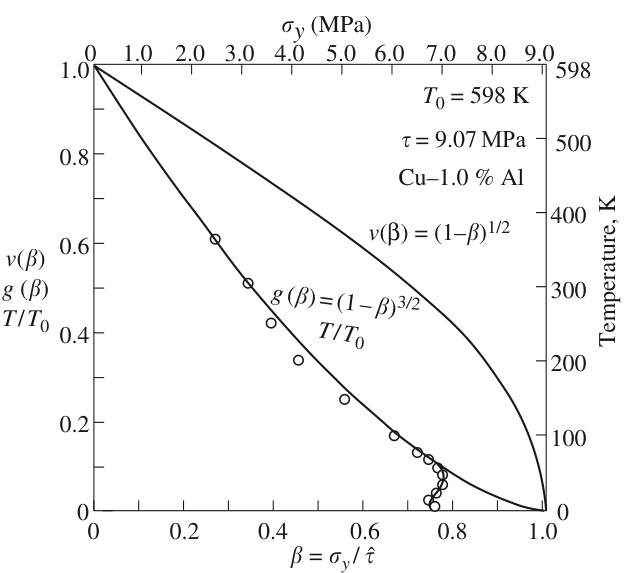 σy (MPa)
0 1.0 2.0 3.0 4.0 5.0 6.0 7.0 8.0 9.0
1.0 598
T0 = 598 K
τ = 9.07 MPa
500
0.8
Cu–1.0 % Al
400
v(β) = (1–β)1/2
0.6
v(β)
g (β)
T/T0
300
g (β) = (1–β)3/2
T/T0
Temperature, K
0.4
200
0.2
100
0 0
0 0.2 0.4 0.6 0.8 1.0
β = σy / τ̂